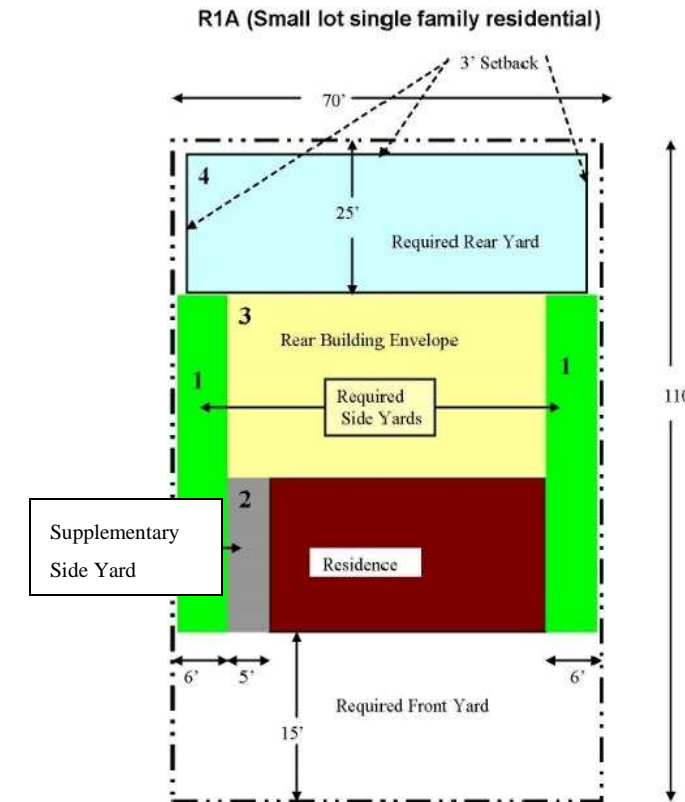 R1A (Small lot single family residential)
3’ Setback
70’
4
25’
Required Rear Yard
3
Rear Building Envelope
1
1
Required
Side Yards
110
2
Supplementary
Side Yard
Residence
6’
5’
6’
Required Front Yard
15’